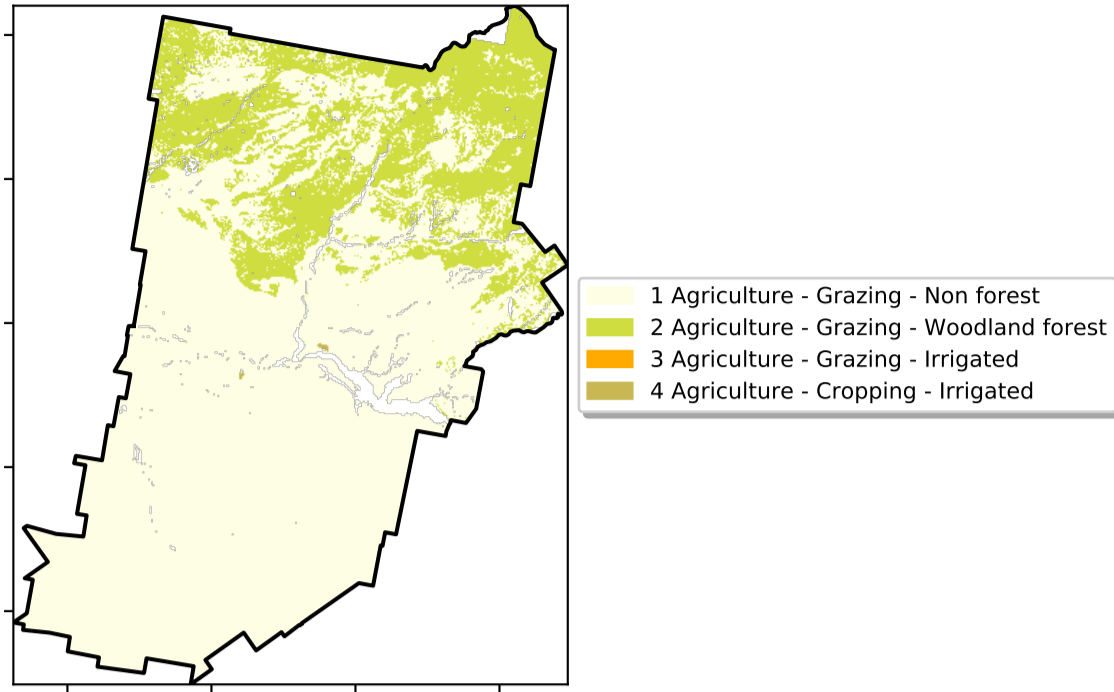 1 Agriculture - Grazing - Non forest
2 Agriculture - Grazing - Woodland forest
3 Agriculture - Grazing - Irrigated
4 Agriculture - Cropping - Irrigated